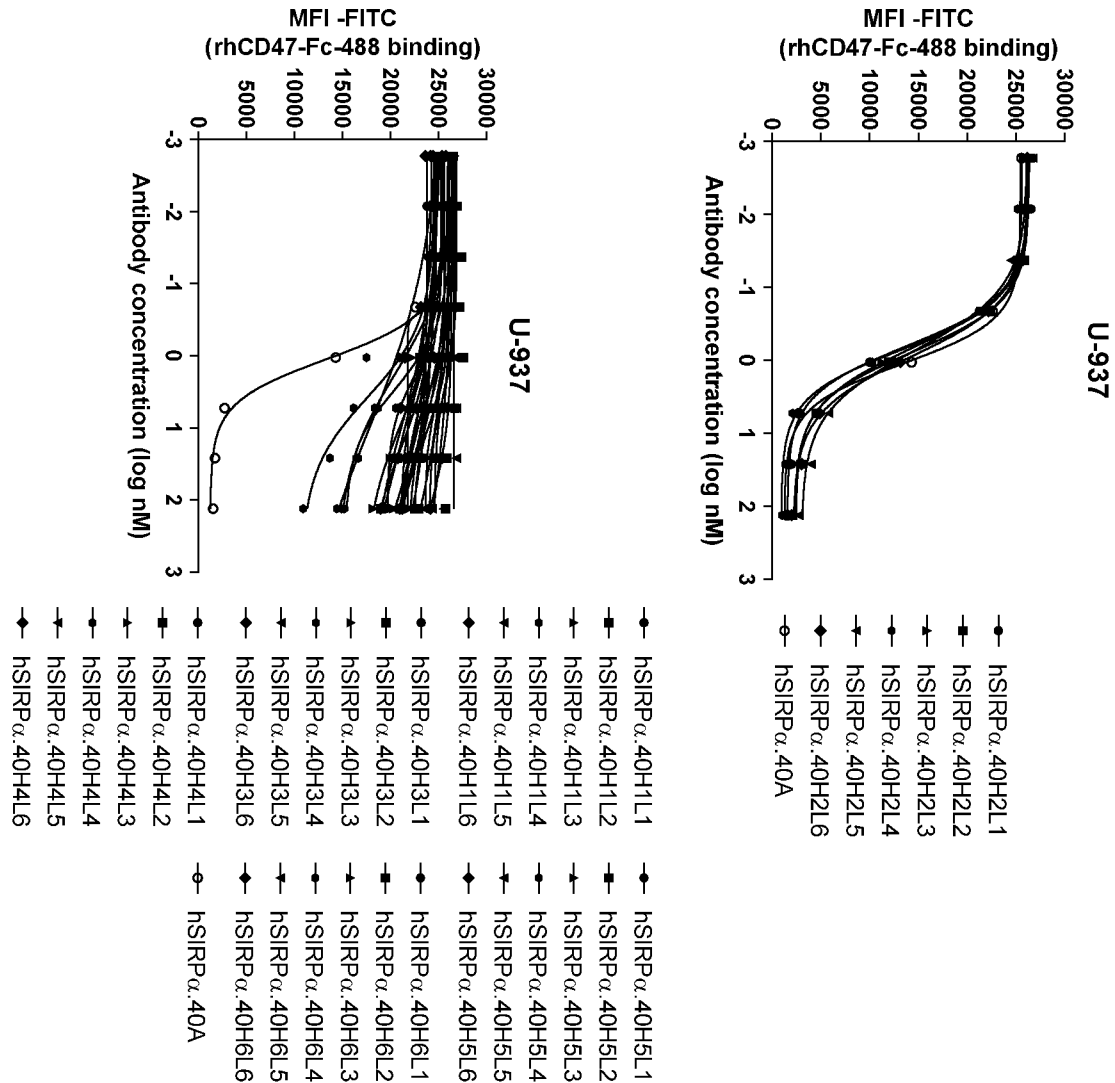 U-937
MFI -FITC
(rhCD47-Fc-488 binding)
30000
25000
20000
15000
10000
5000
0
-3
-2
-1
0
1
2
3
Antibody concentration (log nM)
hSIRPα.40H2L1
hSIRPα.40H2L2
hSIRPα.40H2L3
hSIRPα.40H2L4
hSIRPα.40H2L5
hSIRPα.40H2L6
hSIRPα.40A
U-937
MFI -FITC
(rhCD47-Fc-488 binding)
30000
25000
20000
15000
10000
5000
0
-3
-2
-1
0
1
2
3
Antibody concentration (log nM)
hSIRPα.40H1L1
hSIRPα.40H1L2
hSIRPα.40H1L3
hSIRPα.40H1L4
hSIRPα.40H1L5
hSIRPα.40H1L6
hSIRPα.40H3L1
hSIRPα.40H3L2
hSIRPα.40H3L3
hSIRPα.40H3L4
hSIRPα.40H3L5
hSIRPα.40H3L6
hSIRPα.40H4L1
hSIRPα.40H4L2
hSIRPα.40H4L3
hSIRPα.40H4L4
hSIRPα.40H4L5
hSIRPα.40H4L6
hSIRPα.40H5L1
hSIRPα.40H5L2
hSIRPα.40H5L3
hSIRPα.40H5L4
hSIRPα.40H5L5
hSIRPα.40H5L6
hSIRPα.40H6L1
hSIRPα.40H6L2
hSIRPα.40H6L3
hSIRPα.40H6L4
hSIRPα.40H6L5
hSIRPα.40H6L6
hSIRPα.40A